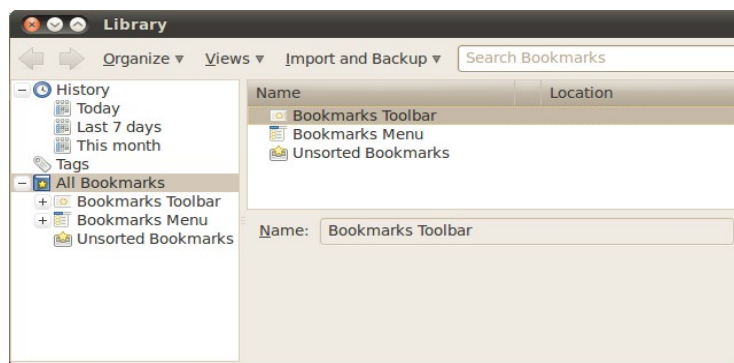 Library
Organize Views Import and Backup Search Bookmarks
History
Today
Last 7 days
This month
Tags
All Bookmarks
Bookmarks Toolbar
Bookmarks Menu
Unsorted Bookmarks
Name Location
Bookmarks Toolbar
Bookmarks Menu
Unsorted Bookmarks
Name: Bookmarks Toolbar